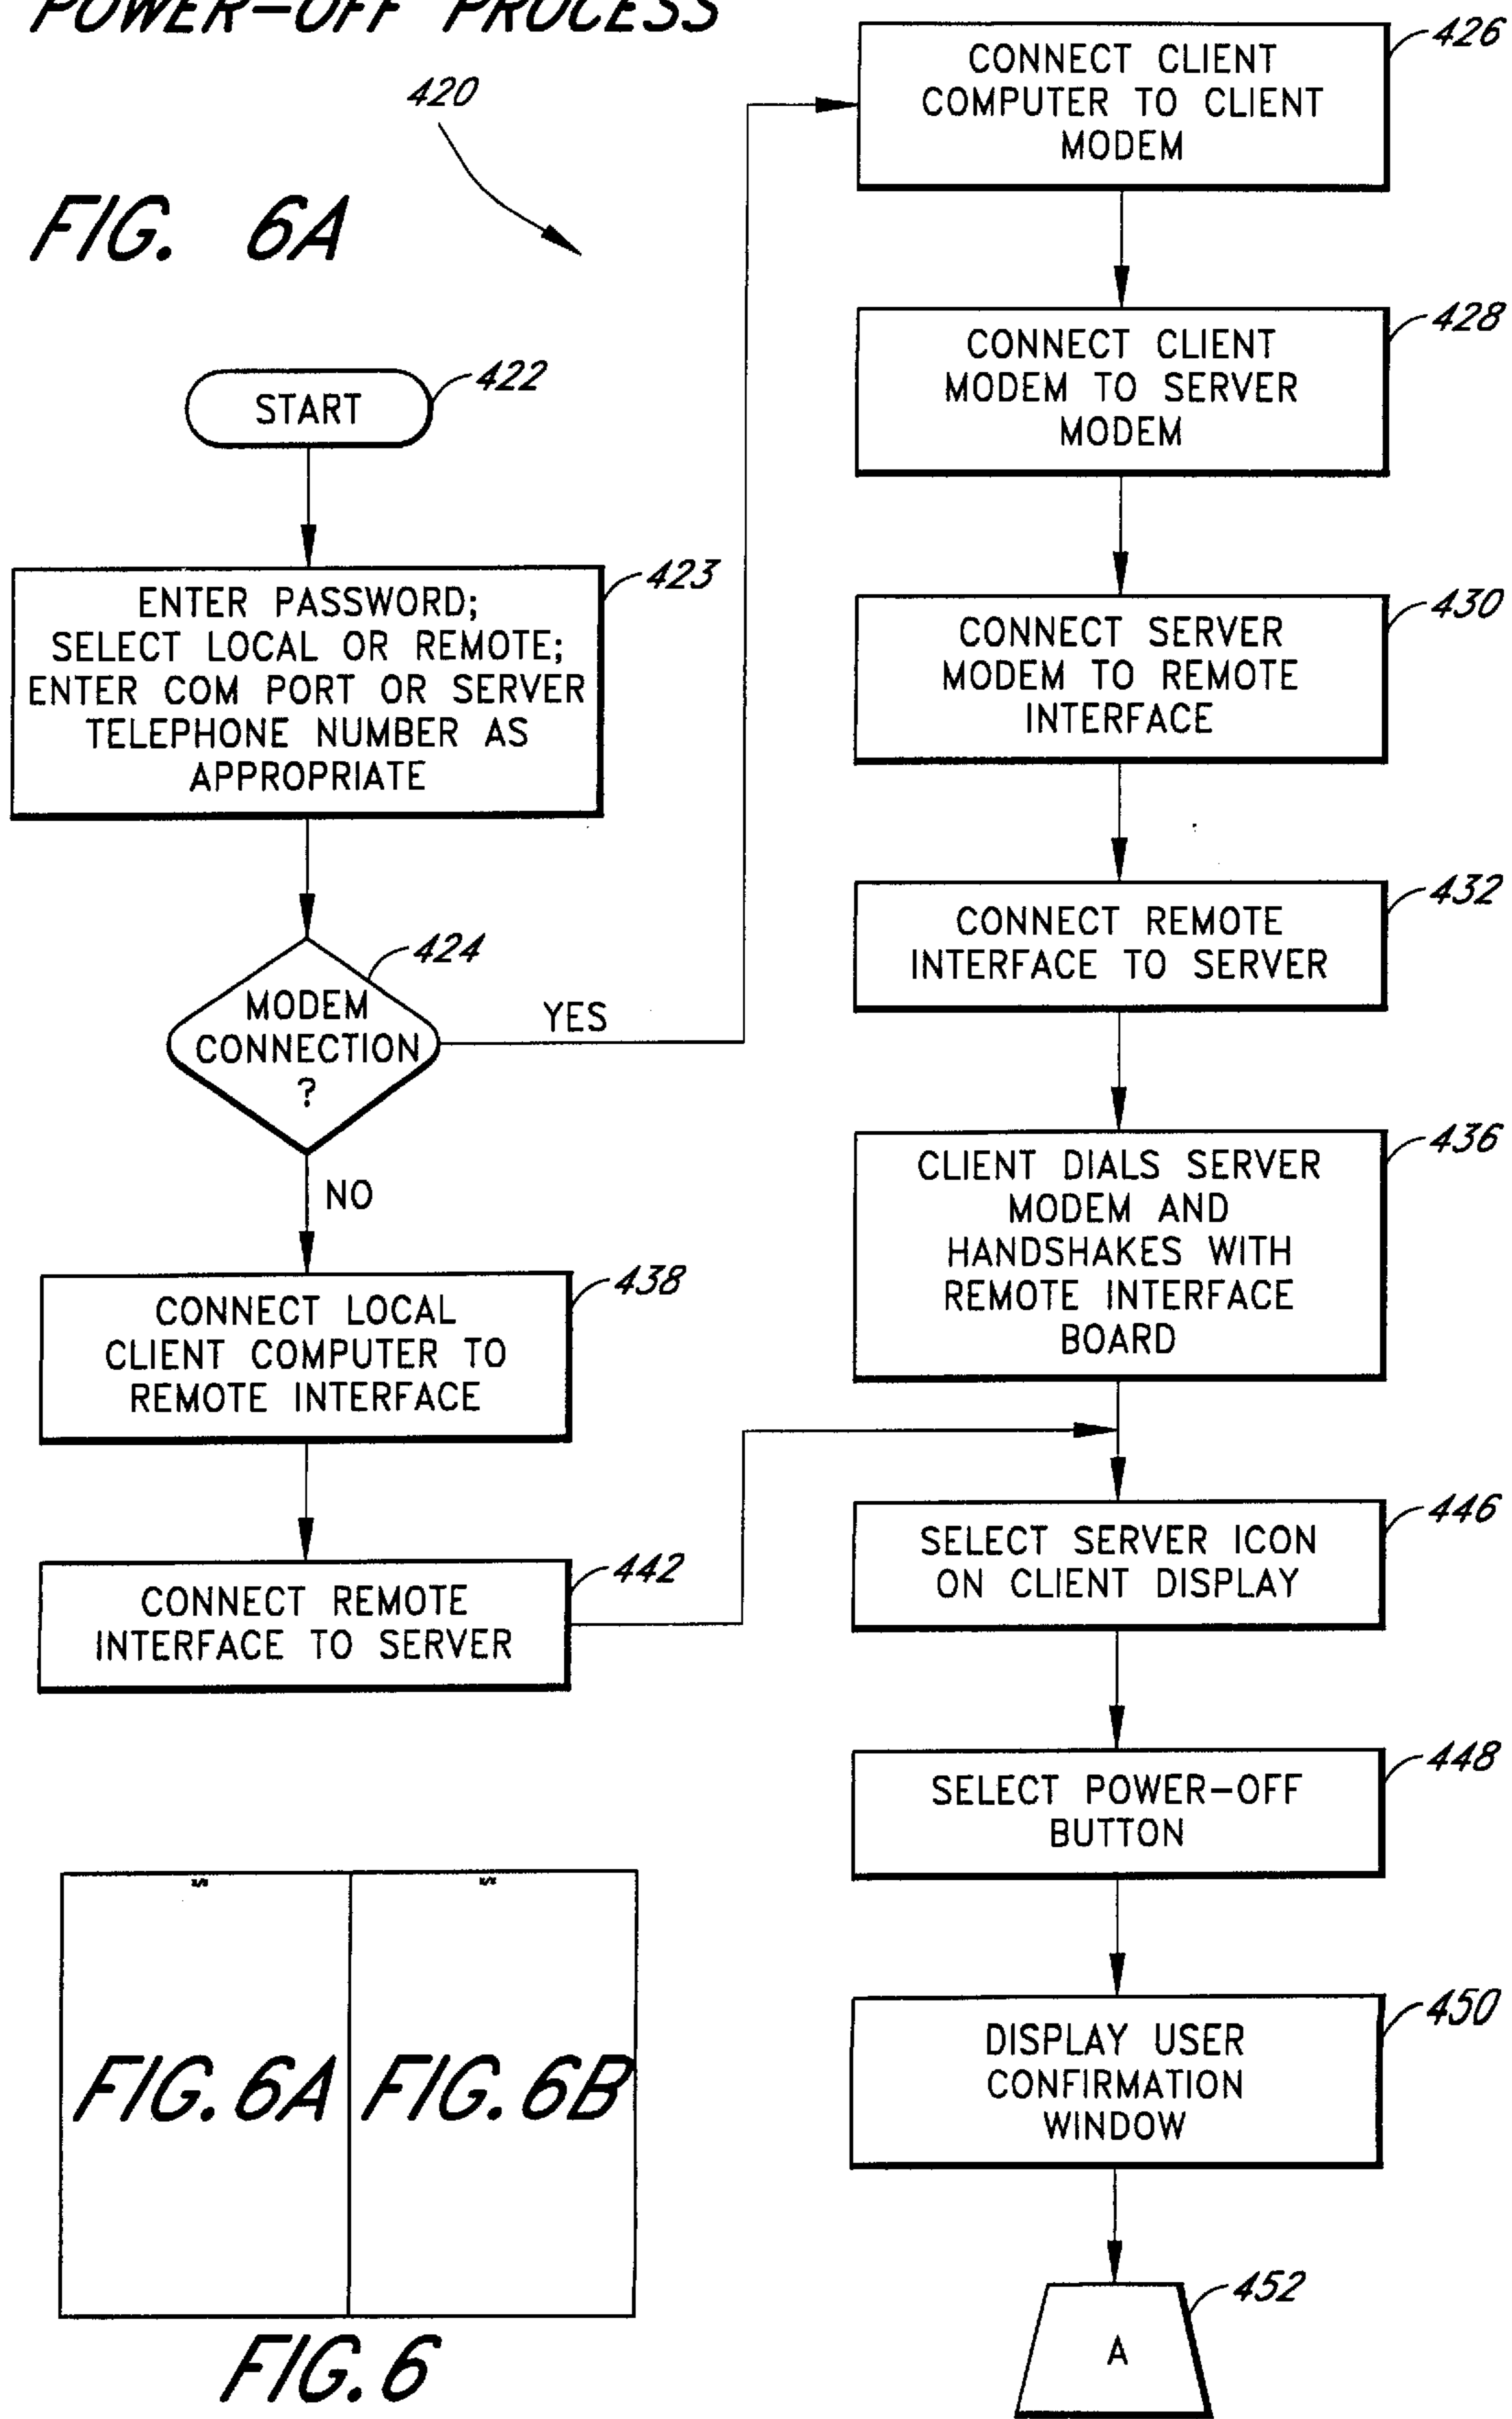 POWER-OFF PROCESS
420
FIG. 6A
START
422
ENTER PASSWORD;
SELECT LOCAL OR REMOTE;
ENTER COM PORT OR SERVER
TELEPHONE NUMBER AS
APPROPRIATE
423
MODEM
CONNECTION
?
424
YES
NO
CONNECT LOCAL
CLIENT COMPUTER TO
REMOTE INTERFACE
438
CONNECT REMOTE
INTERFACE TO SERVER
442
CONNECT CLIENT
COMPUTER TO CLIENT
MODEM
426
CONNECT CLIENT
MODEM TO SERVER
MODEM
428
CONNECT SERVER
MODEM TO REMOTE
INTERFACE
430
CONNECT REMOTE
INTERFACE TO SERVER
432
CLIENT DIALS SERVER
MODEM AND
HANDSHAKES WITH
REMOTE INTERFACE
BOARD
436
SELECT SERVER ICON
ON CLIENT DISPLAY
446
SELECT POWER-OFF
BUTTON
448
DISPLAY USER
CONFIRMATION
WINDOW
450
A
452
FIG. 6A
FIG. 6B
FIG. 6